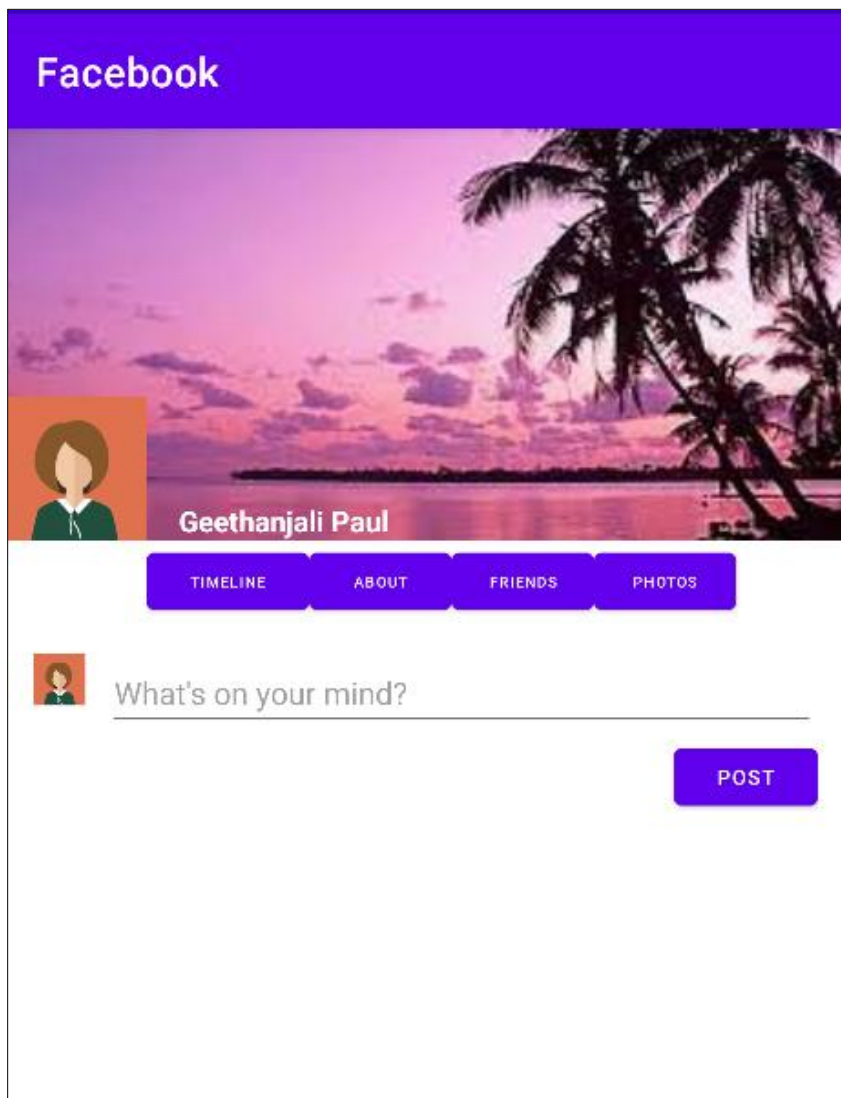 Facebook
Geethanjali Paul
TIMELINE ABOUT FRIENDS PHOTOS
What's on your mind?
POST